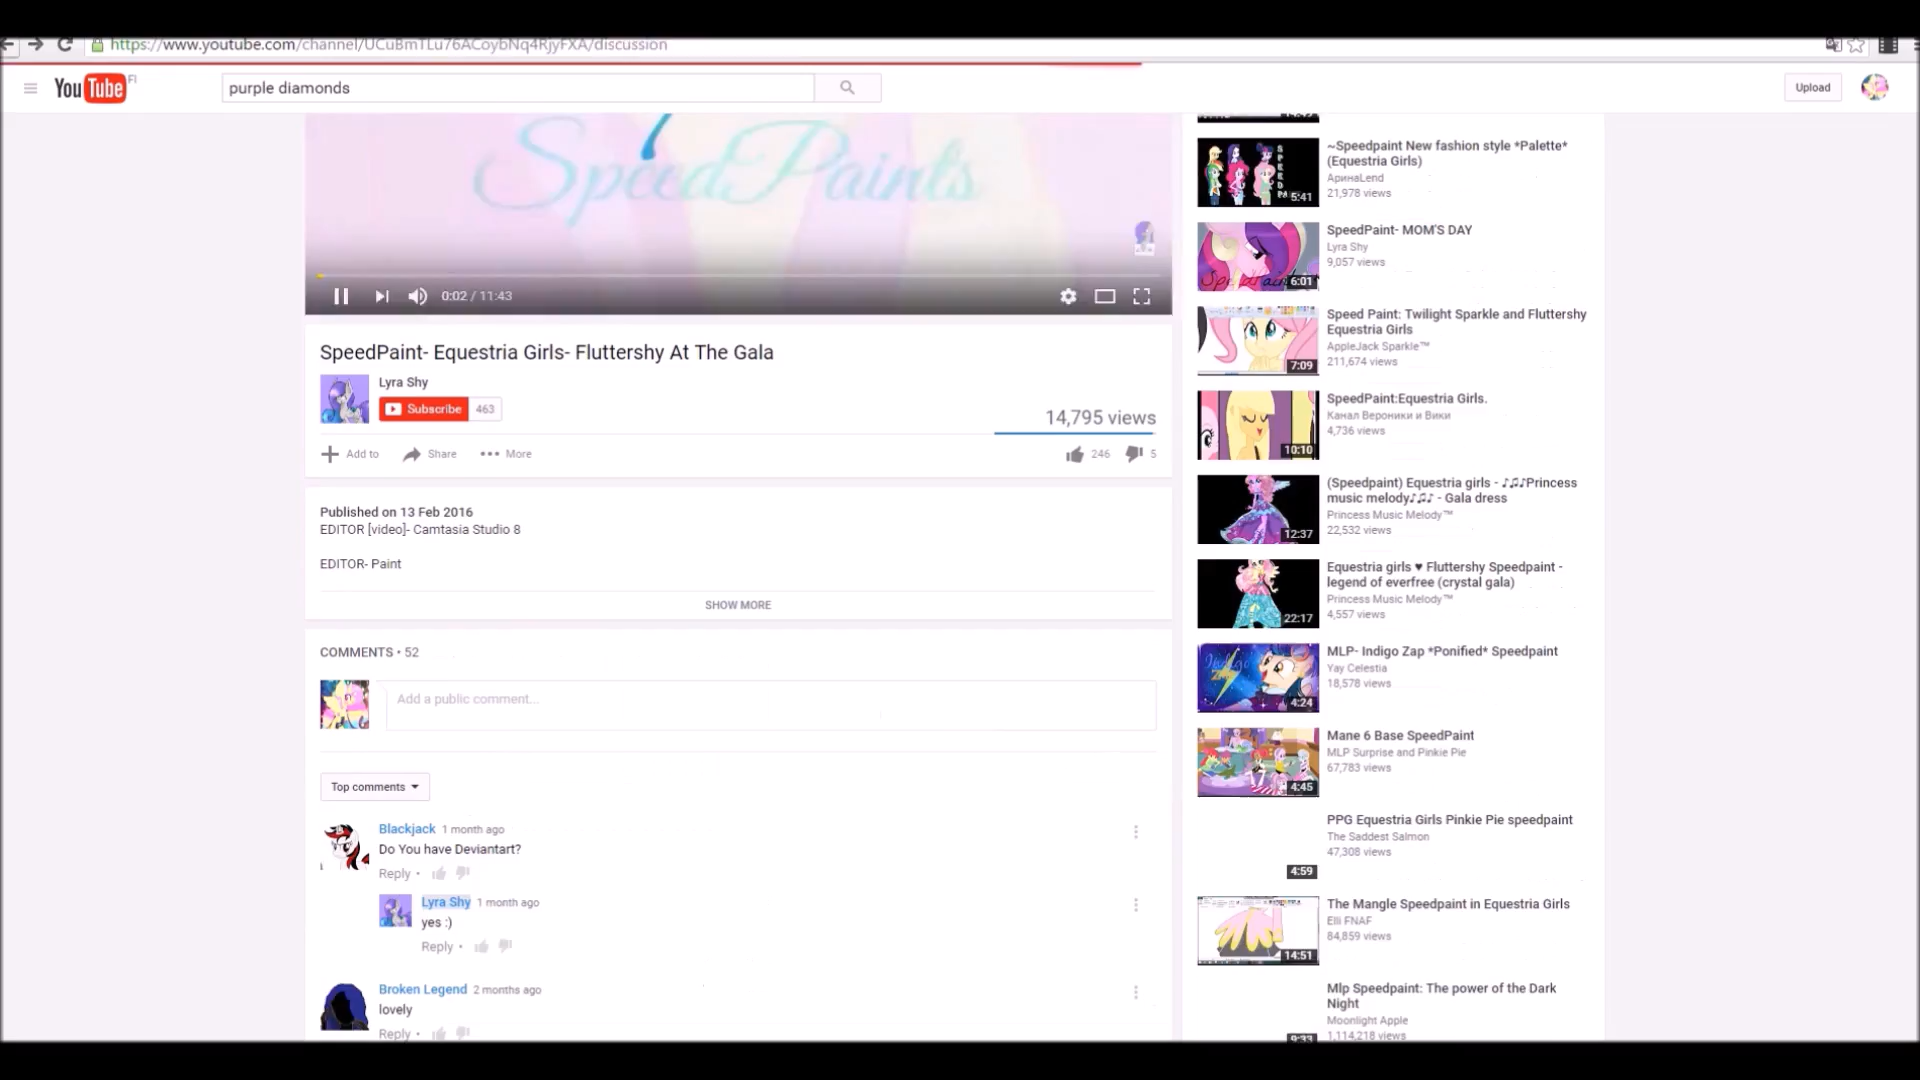 https://www.youtube.com/channel/UCuBmTLu76ACoybNq4RjyFXA/discussion
YouTube FI
purple diamonds
Upload
SpeedPaints
0:02 / 11:43
SpeedPaint- Equestria Girls- Fluttershy At The Gala
Lyra Shy
Subscribe 463
14,795 views
Add to Share More
246 5
Published on 13 Feb 2016
EDITOR [video]- Camtasia Studio 8
EDITOR- Paint
SHOW MORE
COMMENTS • 52
Add a public comment...
Top comments
Blackjack 1 month ago
Do You have Deviantart?
Reply •
Lyra Shy 1 month ago
yes :)
Reply •
Broken Legend 2 months ago
lovely
Reply •
~Speedpaint New fashion style *Palette*
(Equestria Girls)
АринаLend
21,978 views
5:41
SpeedPaint- MOM'S DAY
Lyra Shy
9,057 views
6:01
Speed Paint: Twilight Sparkle and Fluttershy
Equestria Girls
AppleJack Sparkle™
211,674 views
7:09
SpeedPaint:Equestria Girls.
Канал Вероники и Вики
4,736 views
10:10
(Speedpaint) Equestria girls - ♪♫♪Princess
music melody♪♫♪ - Gala dress
Princess Music Melody™
22,532 views
12:37
Equestria girls ♥ Fluttershy Speedpaint -
legend of everfree (crystal gala)
Princess Music Melody™
4,557 views
22:17
MLP- Indigo Zap *Ponified* Speedpaint
Yay Celestia
18,578 views
Indigo
Zap
4:24
Mane 6 Base SpeedPaint
MLP Surprise and Pinkie Pie
67,783 views
4:45
PPG Equestria Girls Pinkie Pie speedpaint
The Saddest Salmon
47,308 views
4:59
The Mangle Speedpaint in Equestria Girls
Elli FNAF
84,859 views
14:51
Mlp Speedpaint: The power of the Dark
Night
Moonlight Apple
1,114,218 views
9:33